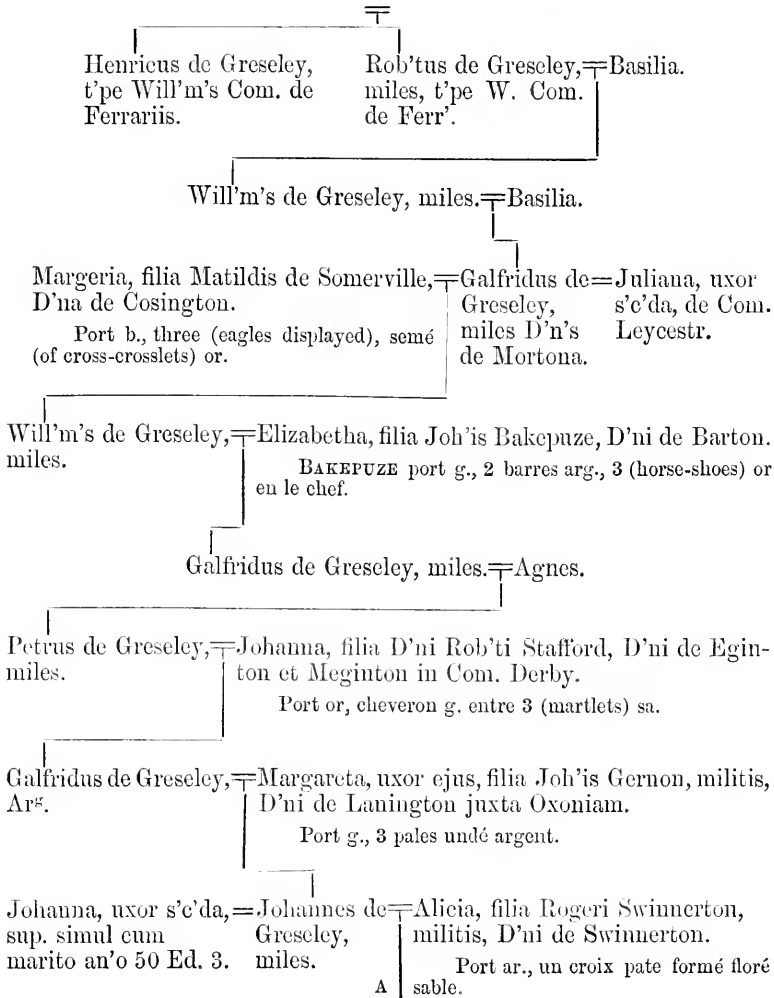 Henricus de Greseley,
t'pe Will'm's Com. de
Ferrariis.
Rob'tus de Greseley,=Basilia.
miles, t'pe W. Com.
de Ferr'.
Will'm's de Greseley, miles.=Basilia.
Margeria, filia Matildis de Somerville,=
D'na de Cosington.
Port b., three (eagles displayed), semé
(of cross-crosslets) or.
Galfridus de=
Greseley,
miles D'n's
de Mortona.
Juliana, uxor
s'c'da, de Com.
Leycestr.
Will'm's de Greseley,=
miles.
Elizabetha, filia Joh'is Bakepuze, D'ni de Barton.
BAKEPUZE port g., 2 barres arg., 3 (horse-shoes) or
en le chef.
Galfridus de Greseley, miles.=Agnes.
Petrus de Greseley,=
miles.
Johanna, filia D'ni Rob'ti Stafford, D'ni de Egin-
ton et Meginton in Com. Derby.
Port or, cheveron g. entre 3 (martlets) sa.
Galfridus de Greseley,=
Arg.
Margareta, uxor ejus, filia Joh'is Gernon, militis,
D'ni de Lanington juxta Oxoniam.
Port g., 3 pales undé argent.
Johanna, uxor s'c'da,=
sup. simul cum
marito an'o 50 Ed. 3.
Johannes de=
Greseley,
miles.
Alicia, filia Rogeri Swinnerton,
militis, D'ni de Swinnerton.
Port ar., un croix pate formé floré
sable.
A